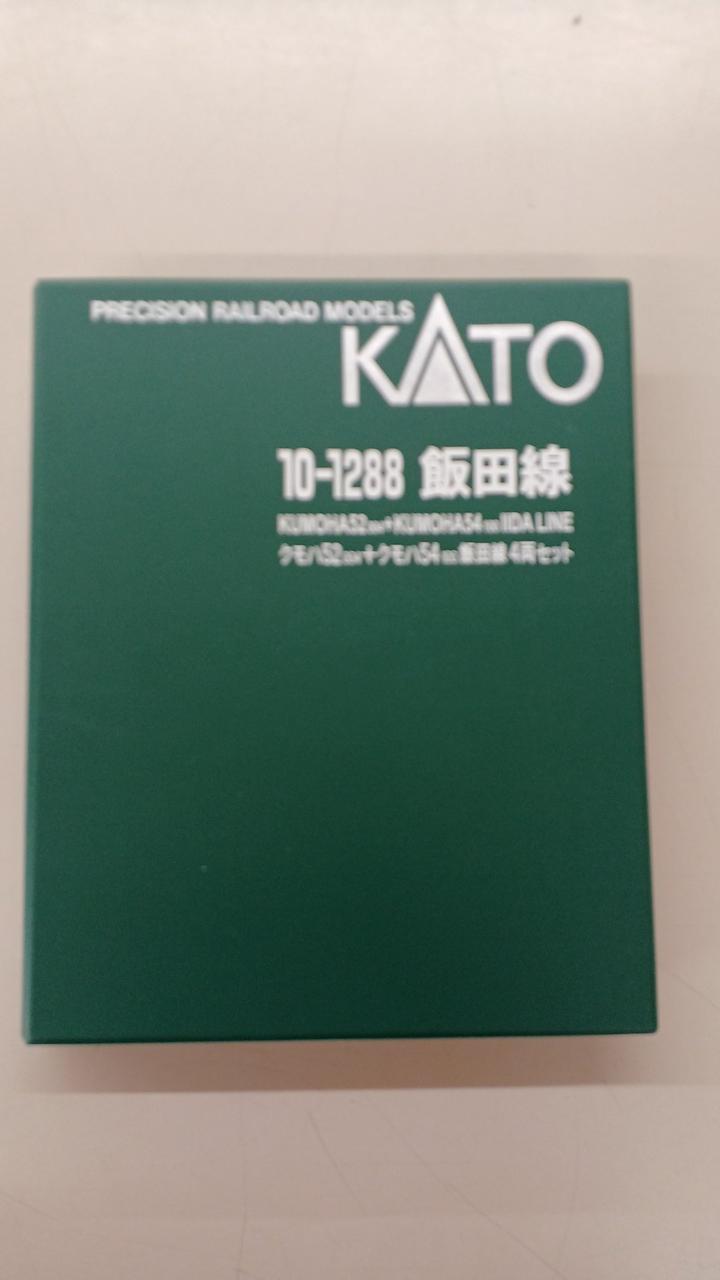 PRECISION RAILROAD MODELS
KATO
10-1288 飯田線
KUMOHA52 + KUMOHA54 IIDA LINE
クモハ52 + クモハ54 飯田線 4両セット